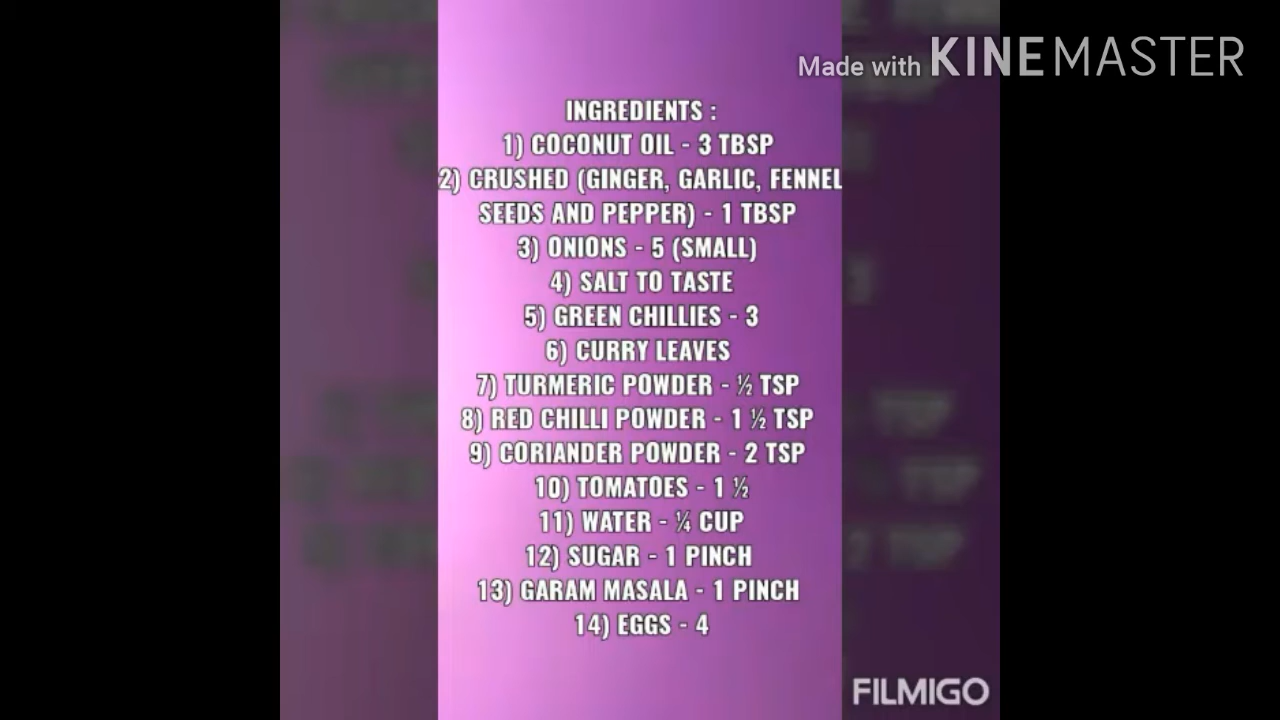 Made with KINEMASTER
INGREDIENTS :
1) COCONUT OIL - 3 TBSP
2) CRUSHED (GINGER, GARLIC, FENNEL
SEEDS AND PEPPER) - 1 TBSP
3) ONIONS - 5 (SMALL)
4) SALT TO TASTE
5) GREEN CHILLIES - 3
6) CURRY LEAVES
7) TURMERIC POWDER - ½ TSP
8) RED CHILLI POWDER - 1 ½ TSP
9) CORIANDER POWDER - 2 TSP
10) TOMATOES - 1 ½
11) WATER - ¼ CUP
12) SUGAR - 1 PINCH
13) GARAM MASALA - 1 PINCH
14) EGGS - 4
FILMIGO